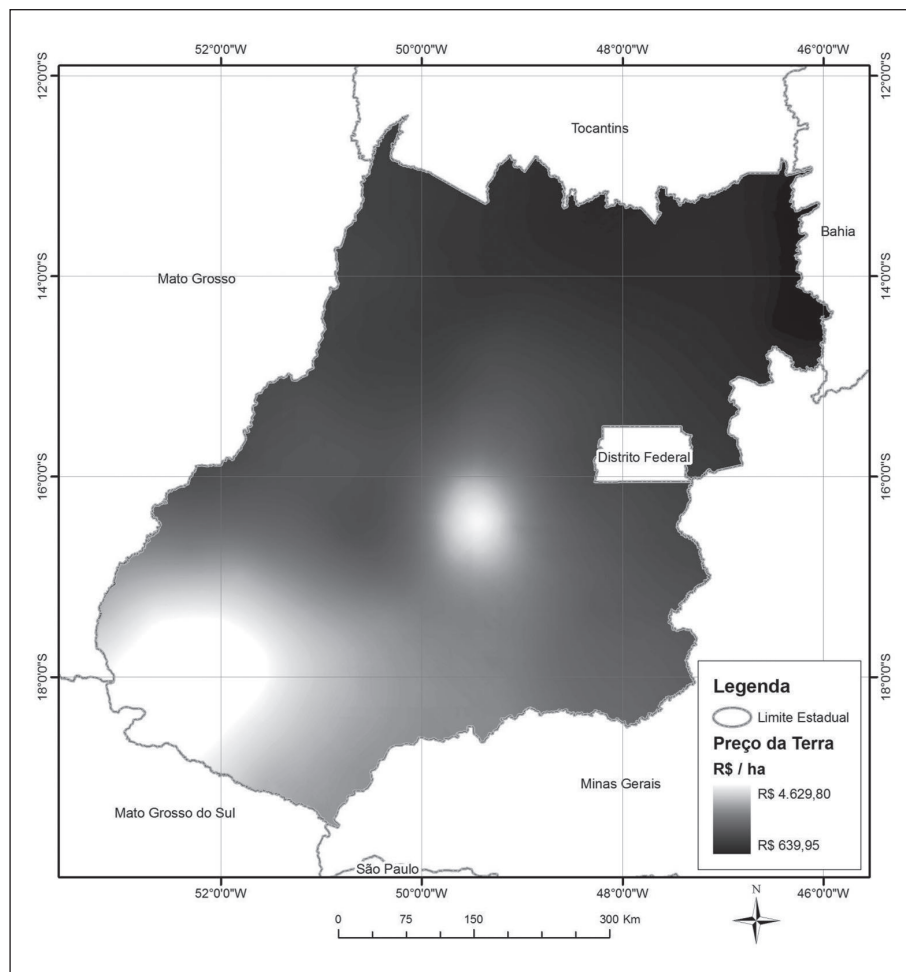 52°0'0"W 50°0'0"W 48°0'0"W 46°0'0"W
12°0'0"S 12°0'0"S
Tocantins
Bahia
Mato Grosso
14°0'0"S 14°0'0"S
Distrito Federal
16°0'0"S 16°0'0"S
18°0'0"S 18°0'0"S
Legenda
Limite Estadual
Preço da Terra
R$ / ha
R$ 4.629,80
R$ 639,95
Minas Gerais
Mato Grosso do Sul
São Paulo
52°0'0"W 50°0'0"W 48°0'0"W 46°0'0"W
N
0 75 150 300 Km